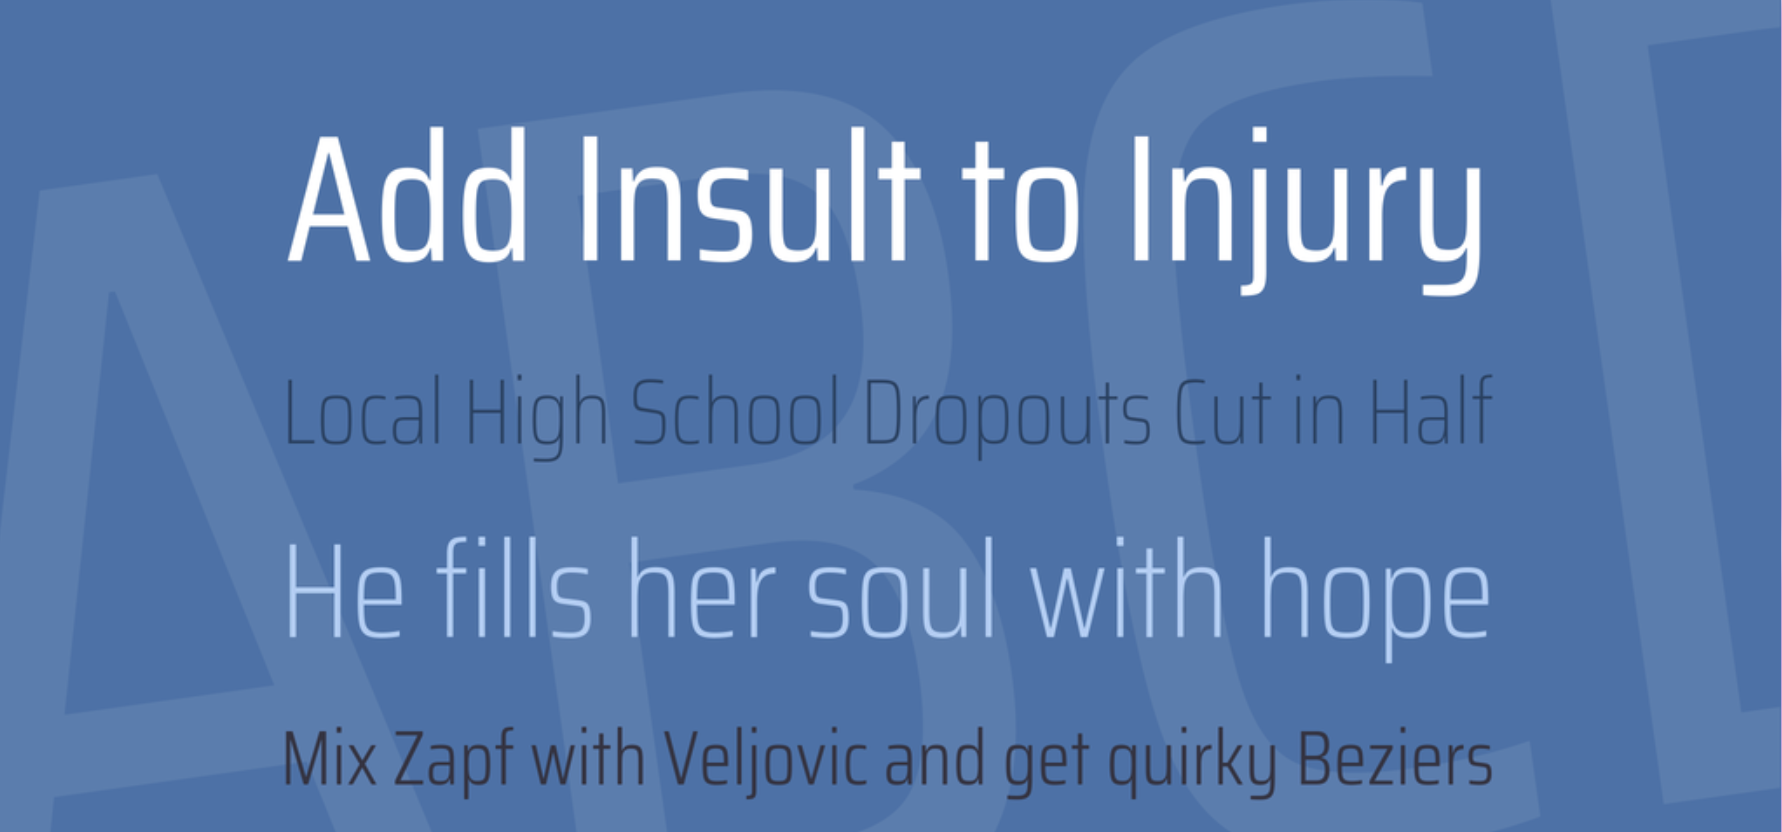 ABCD
Add Insult to Injury
Local High School Dropouts Cut in Half
He fills her soul with hope
Mix Zapf with Veljovic and get quirky Beziers